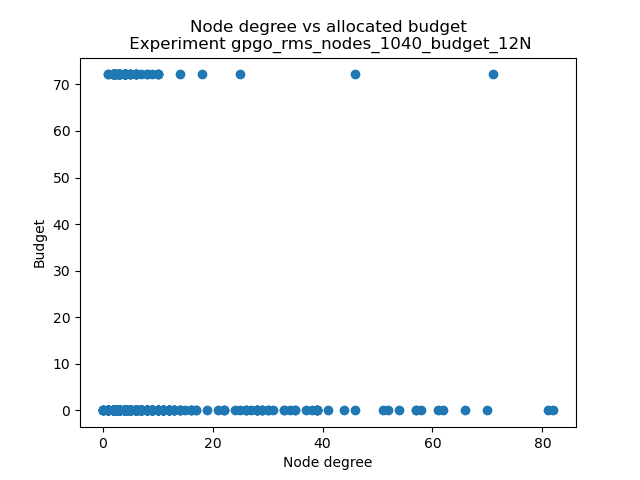 Node degree vs allocated budget
Experiment gpgo_rms_nodes_1040_budget_12N
70
60
50
40
30
20
10
0
Budget
0 20 40 60 80
Node degree